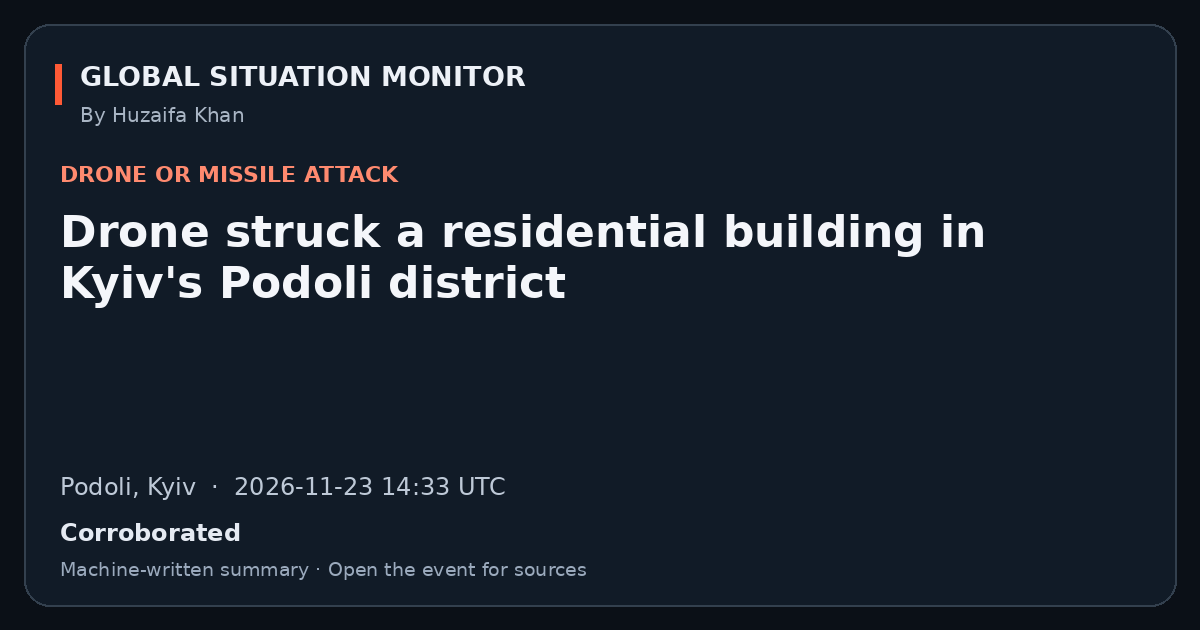 GLOBAL SITUATION MONITOR
By Huzaifa Khan
DRONE OR MISSILE ATTACK
Drone struck a residential building in
Kyiv's Podoli district
Podoli, Kyiv · 2026-11-23 14:33 UTC
Corroborated
Machine-written summary · Open the event for sources